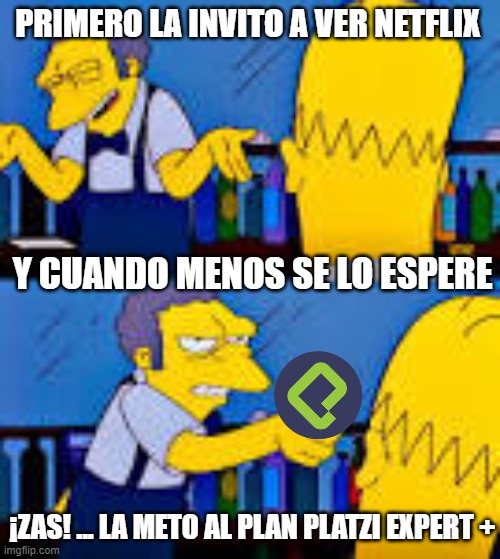 PRIMERO LA INVITO A VER NETFLIX
Y CUANDO MENOS SE LO ESPERE
¡ZAS! ... LA METO AL PLAN PLATZI EXPERT +
imgflip.com